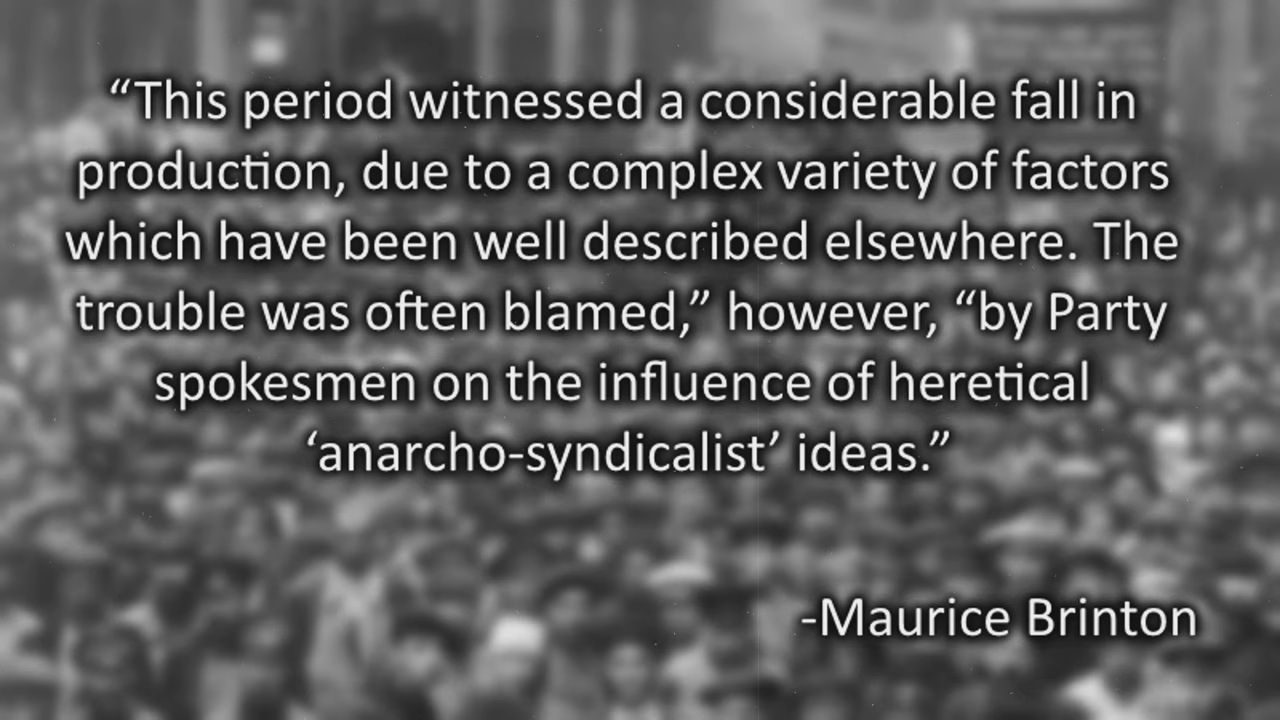 “This period witnessed a considerable fall in
production, due to a complex variety of factors
which have been well described elsewhere. The
trouble was often blamed,” however, “by Party
spokesmen on the influence of heretical
‘anarcho-syndicalist’ ideas.”
-Maurice Brinton